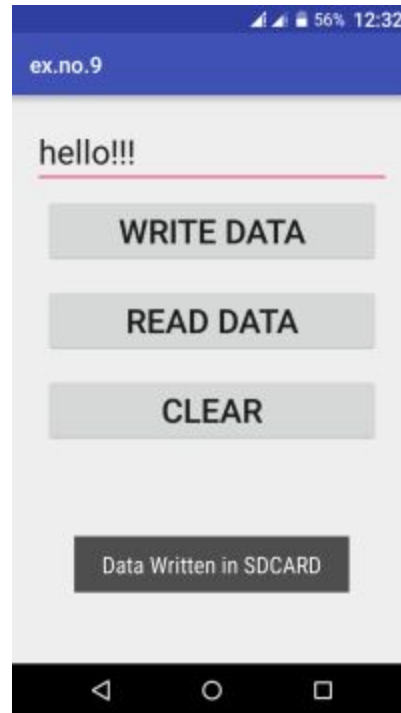 56% 12:32
ex.no.9
hello!!!
WRITE DATA
READ DATA
CLEAR
Data Written in SDCARD